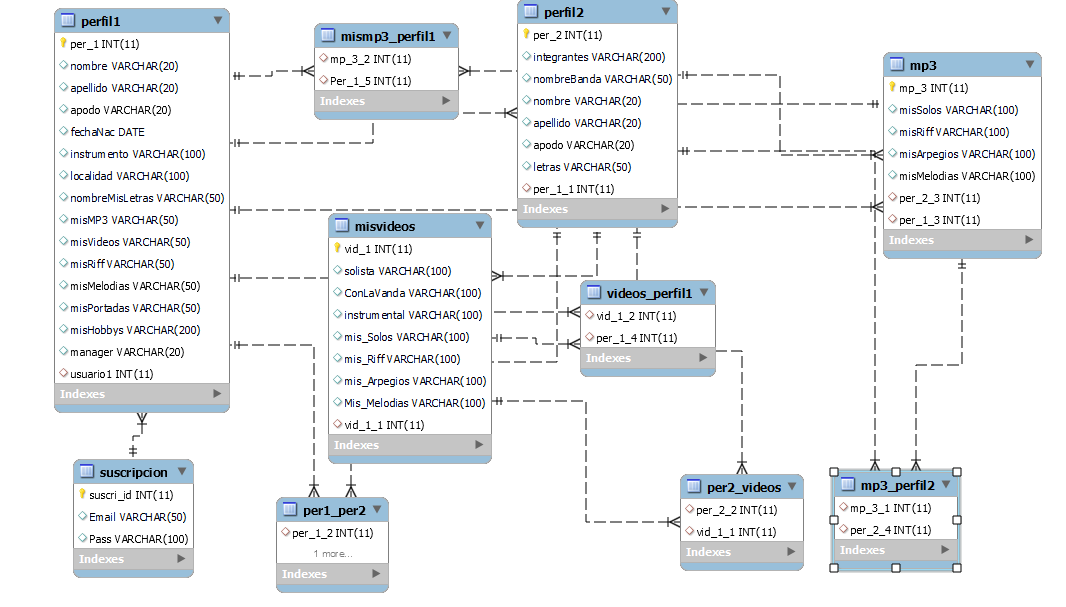 perfil1
per_1 INT(11)
nombre VARCHAR(20)
apellido VARCHAR(20)
apodo VARCHAR(20)
fechaNac DATE
instrumento VARCHAR(100)
localidad VARCHAR(100)
nombreMisLetras VARCHAR(50)
misMP3 VARCHAR(50)
misVideos VARCHAR(50)
misRiff VARCHAR(50)
misMelodias VARCHAR(50)
misPortadas VARCHAR(50)
misHobbys VARCHAR(200)
manager VARCHAR(20)
usuario1 INT(11)
Indexes
mismp3_perfil1
mp_3_2 INT(11)
Per_1_5 INT(11)
Indexes
perfil2
per_2 INT(11)
integrantes VARCHAR(200)
nombreBanda VARCHAR(50)
nombre VARCHAR(20)
apellido VARCHAR(20)
apodo VARCHAR(20)
letras VARCHAR(50)
per_1_1 INT(11)
Indexes
mp3
mp_3 INT(11)
misSolos VARCHAR(100)
misRiff VARCHAR(100)
misArpegios VARCHAR(100)
misMelodias VARCHAR(100)
per_2_3 INT(11)
per_1_3 INT(11)
Indexes
misvideos
vid_1 INT(11)
solista VARCHAR(100)
ConLaVanda VARCHAR(100)
instrumental VARCHAR(100)
mis_Solos VARCHAR(100)
mis_Riff VARCHAR(100)
mis_Arpegios VARCHAR(100)
Mis_Melodias VARCHAR(100)
vid_1_1 INT(11)
Indexes
videos_perfil1
vid_1_2 INT(11)
per_1_4 INT(11)
Indexes
suscripcion
suscri_id INT(11)
Email VARCHAR(50)
Pass VARCHAR(100)
Indexes
per1_per2
per_1_2 INT(11)
1 more...
Indexes
per2_videos
per_2_2 INT(11)
vid_1_1 INT(11)
Indexes
mp3_perfil2
mp_3_1 INT(11)
per_2_4 INT(11)
Indexes